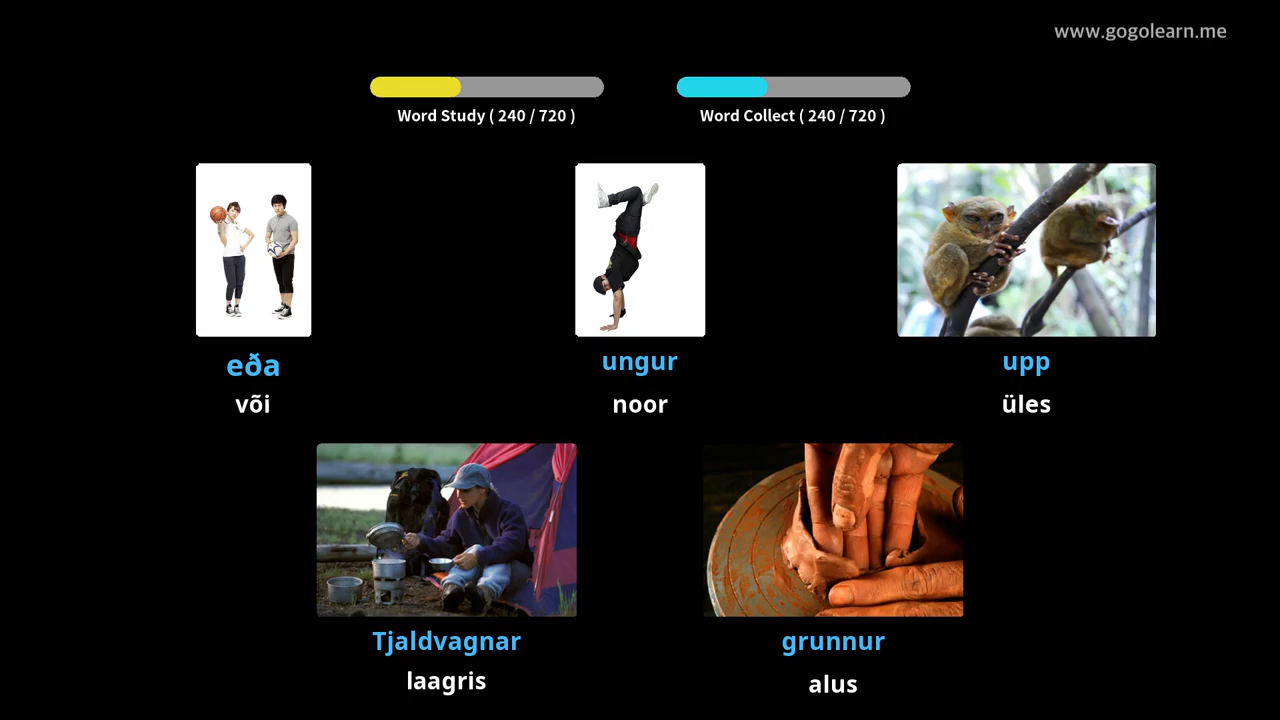 www.gogolearn.me
Word Study ( 240 / 720 )
Word Collect ( 240 / 720 )
eða
või
ungur
noor
upp
üles
Tjaldvagnar
laagris
grunnur
alus